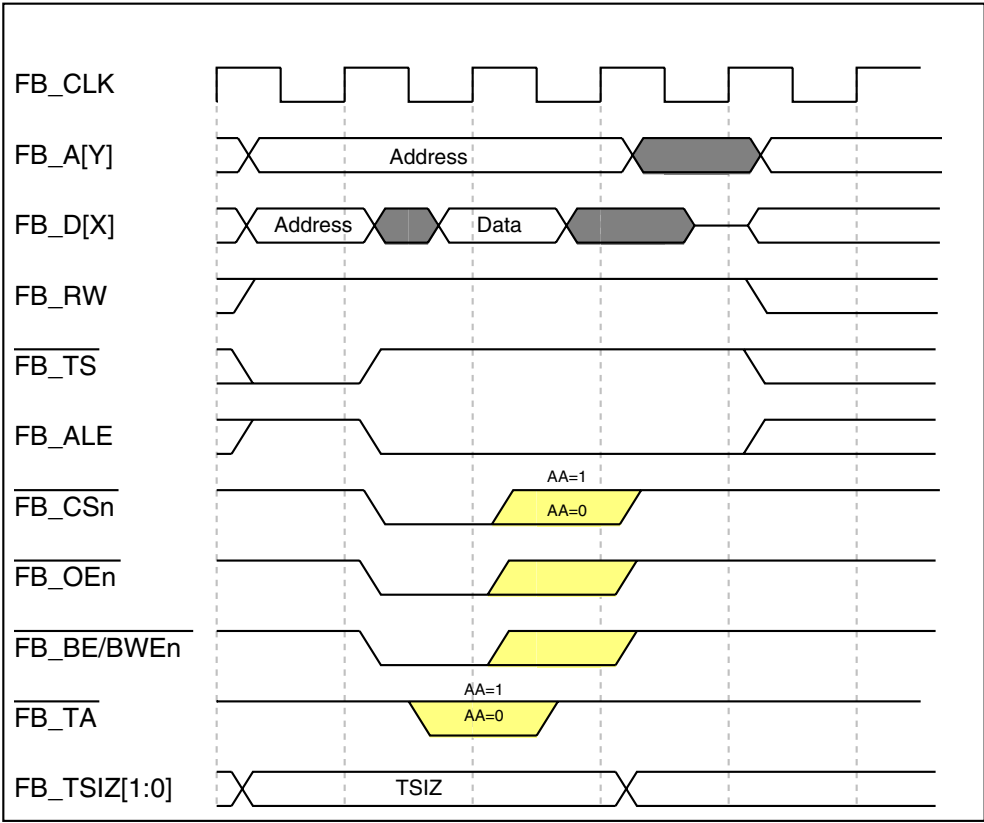 FB_CLK
FB_A[Y]
Address
FB_D[X]
Address
Data
FB_RW
FB_TS
FB_ALE
AA=1
FB_CSn
AA=0
FB_OEn
FB_BE/BWEn
AA=1
FB_TA
AA=0
FB_TSIZ[1:0]
TSIZ